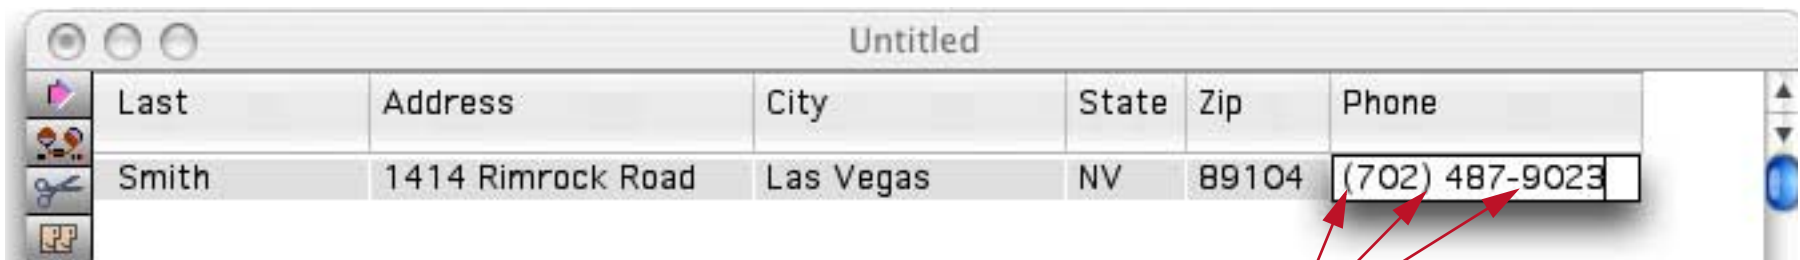 Untitled
Last Address City State Zip Phone
Smith 1414 Rimrock Road Las Vegas NV 89104 (702) 487-9023